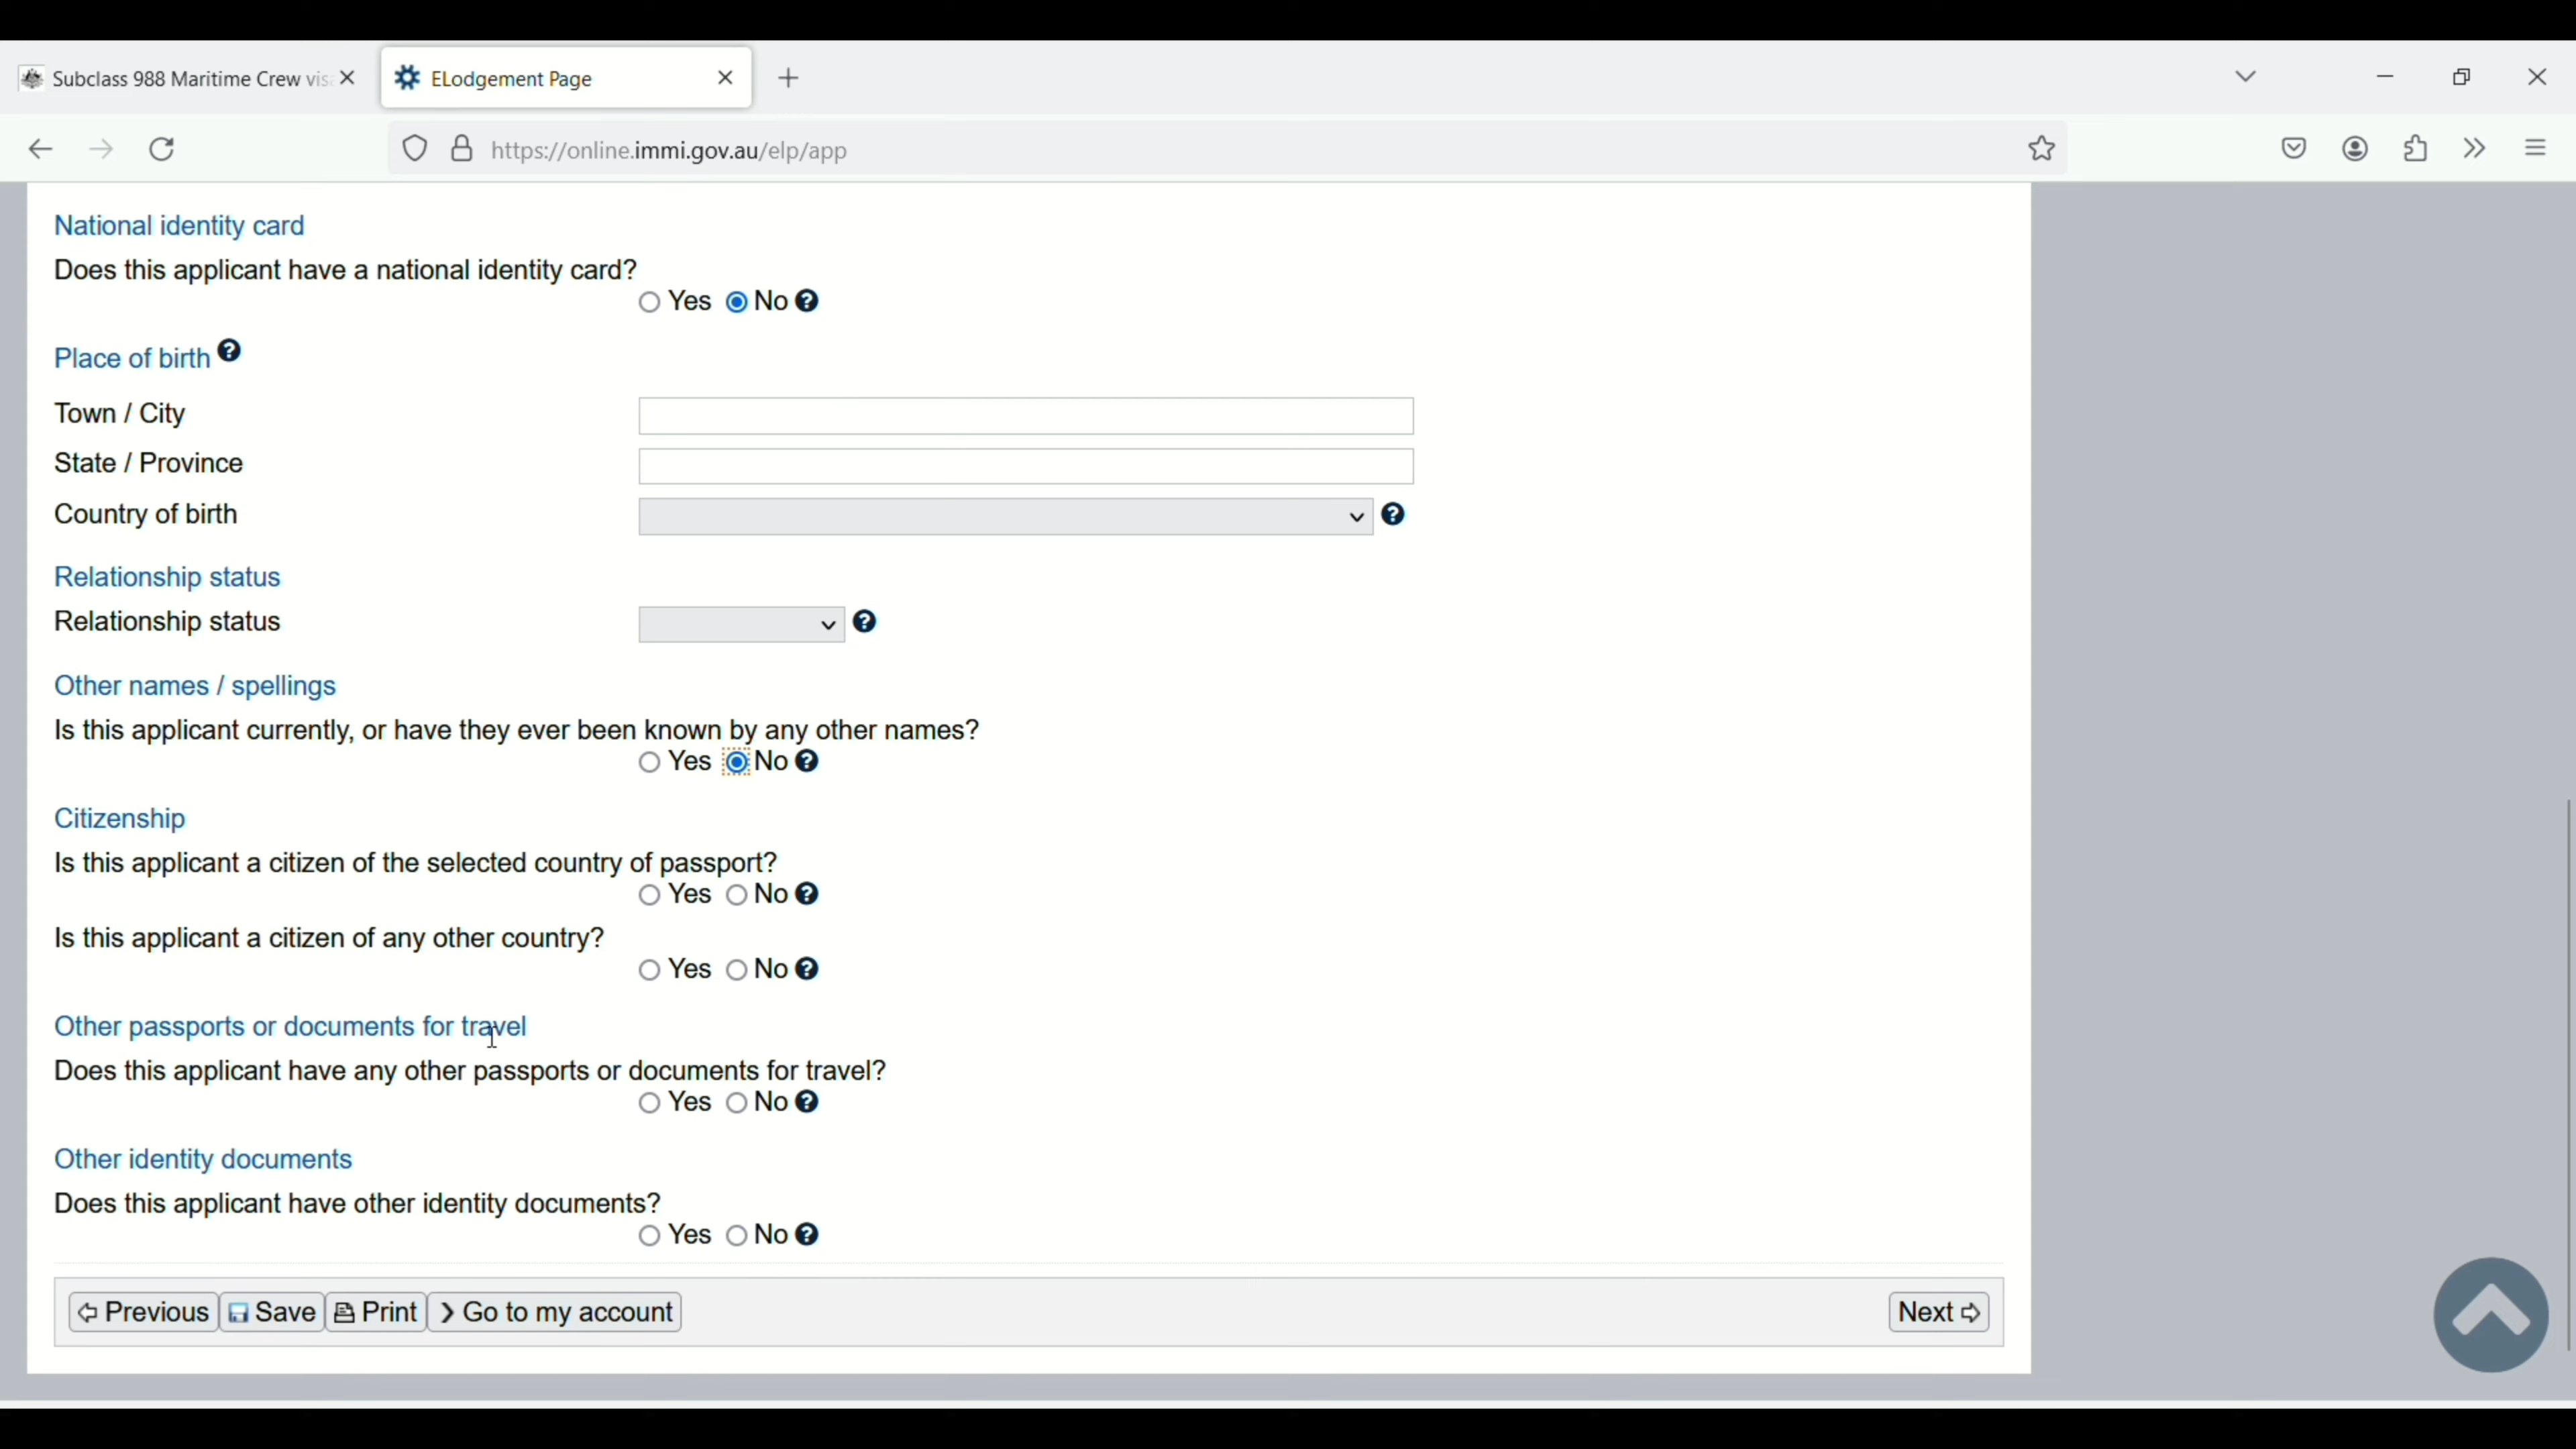 Subclass 988 Maritime Crew vis
ELodgement Page
https://online.immi.gov.au/elp/app
National identity card
Does this applicant have a national identity card?
Yes No ?
Place of birth ?
Town / City
State / Province
Country of birth ?
Relationship status
Relationship status ?
Other names / spellings
Is this applicant currently, or have they ever been known by any other names?
Yes No ?
Citizenship
Is this applicant a citizen of the selected country of passport?
Yes No ?
Is this applicant a citizen of any other country?
Yes No ?
Other passports or documents for travel
Does this applicant have any other passports or documents for travel?
Yes No ?
Other identity documents
Does this applicant have other identity documents?
Yes No ?
Previous Save Print Go to my account Next